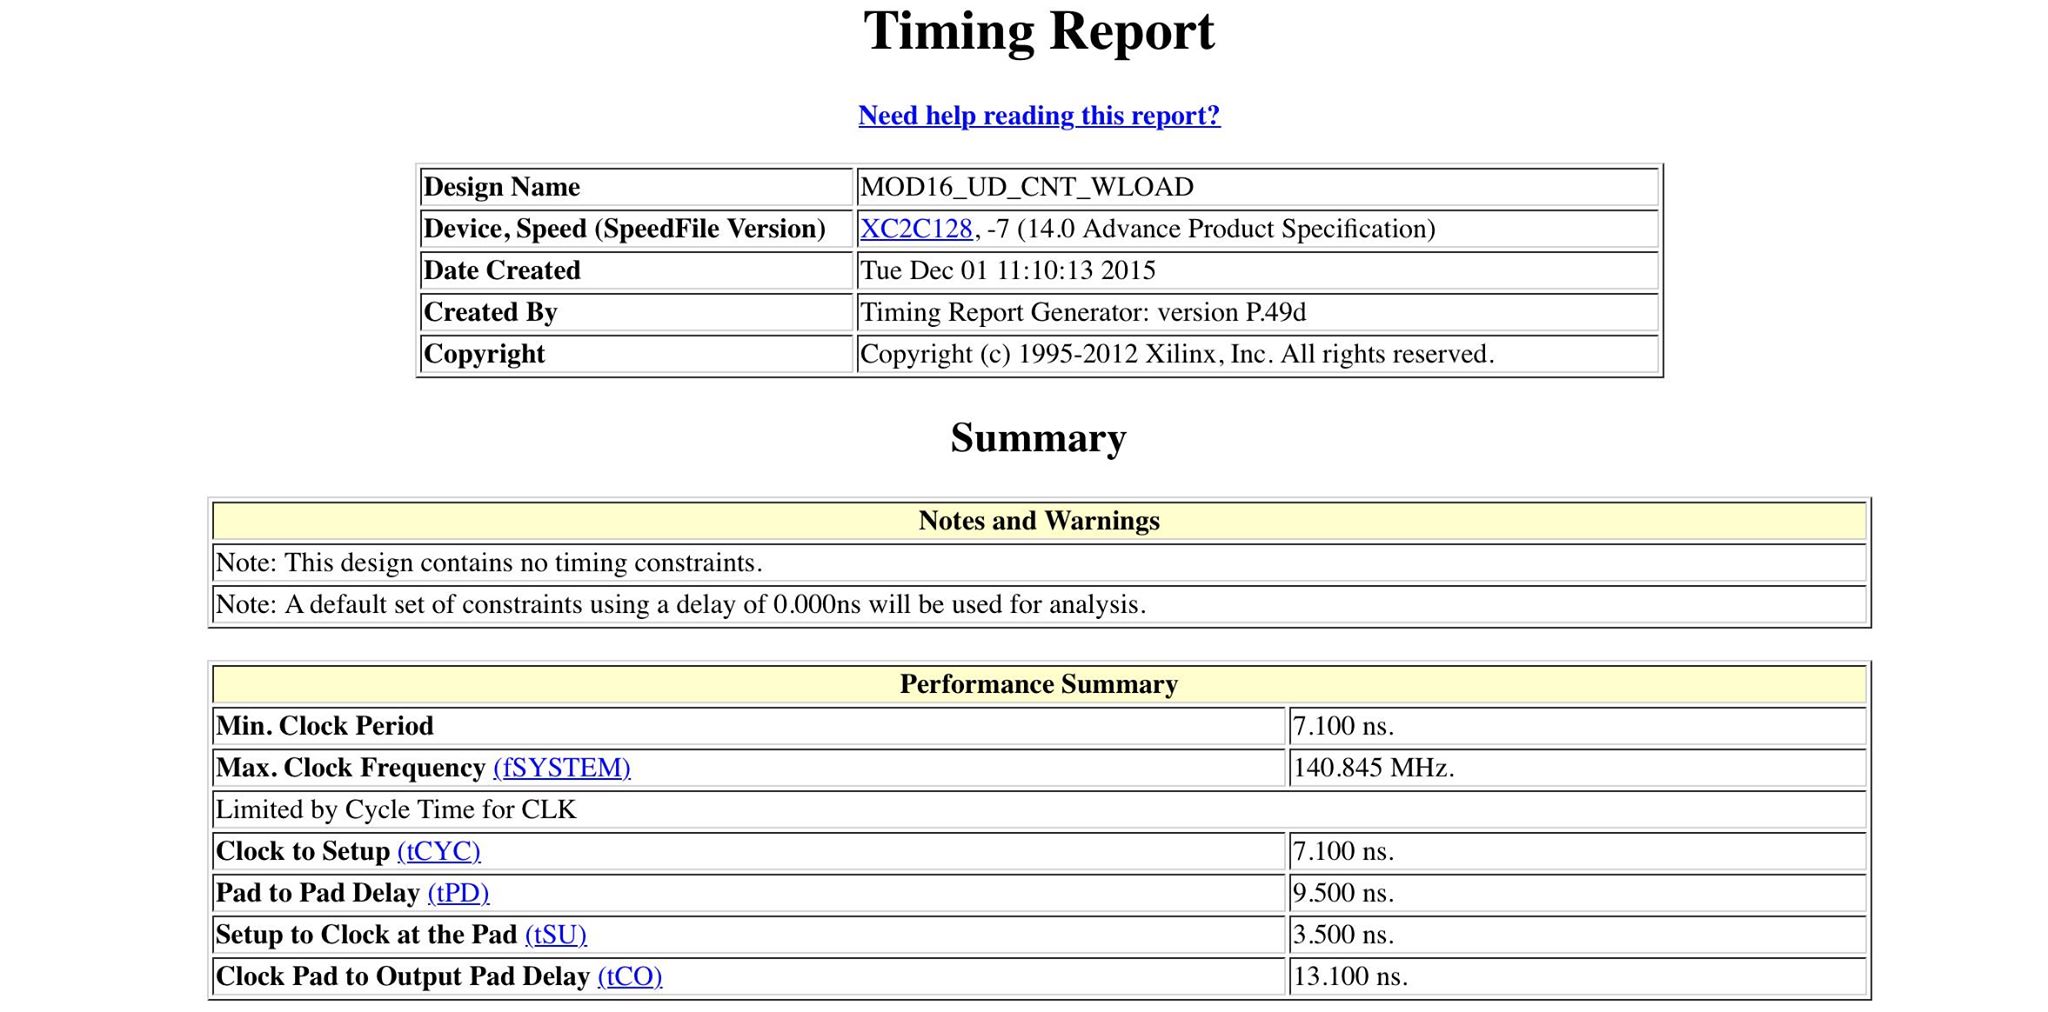 Timing Report
Need help reading this report?
Design Name MOD16_UD_CNT_WLOAD
Device, Speed (SpeedFile Version) XC2C128, -7 (14.0 Advance Product Specification)
Date Created Tue Dec 01 11:10:13 2015
Created By Timing Report Generator: version P.49d
Copyright Copyright (c) 1995-2012 Xilinx, Inc. All rights reserved.
Summary
Notes and Warnings
Note: This design contains no timing constraints.
Note: A default set of constraints using a delay of 0.000ns will be used for analysis.
Performance Summary
Min. Clock Period 7.100 ns.
Max. Clock Frequency (fSYSTEM) 140.845 MHz.
Limited by Cycle Time for CLK
Clock to Setup (tCYC) 7.100 ns.
Pad to Pad Delay (tPD) 9.500 ns.
Setup to Clock at the Pad (tSU) 3.500 ns.
Clock Pad to Output Pad Delay (tCO) 13.100 ns.